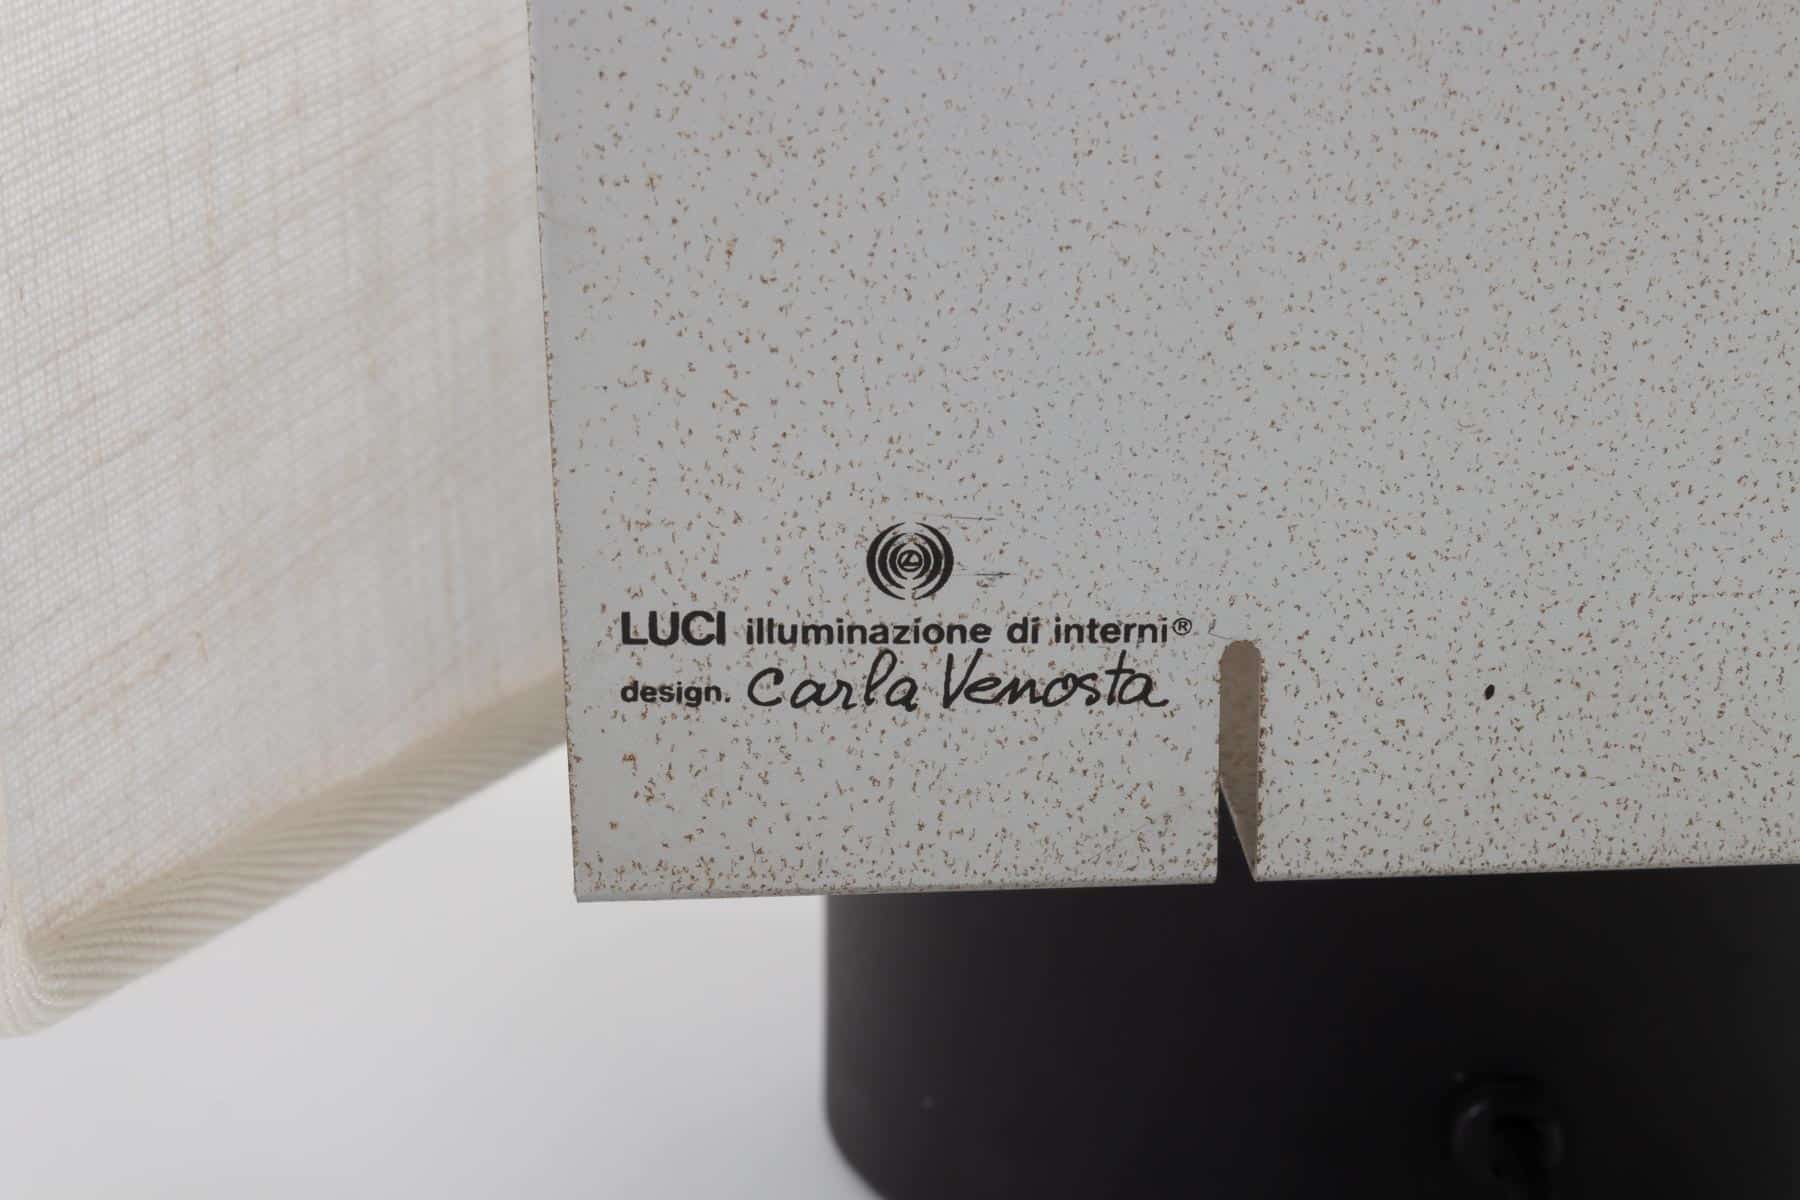 LUCI illuminazione di interni®
design. Carla Venosta